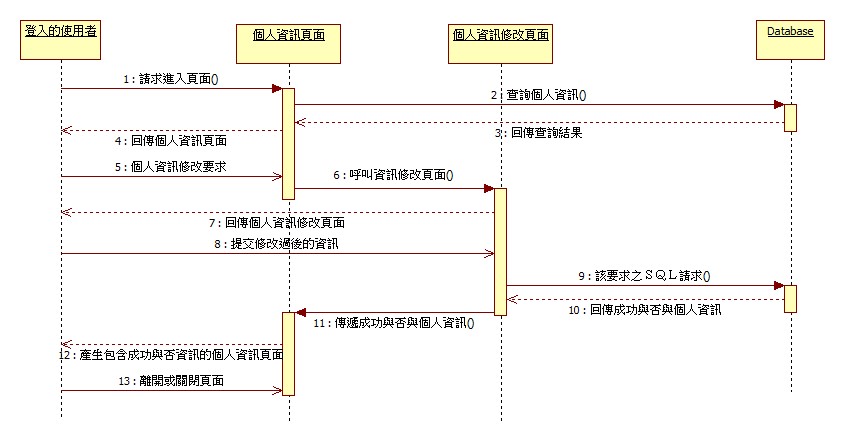 登入的使用者
個人資訊頁面
個人資訊修改頁面
Database
1 : 請求進入頁面()
2 : 查詢個人資訊()
3 : 回傳查詢結果
4 : 回傳個人資訊頁面
5 : 個人資訊修改要求
6 : 呼叫資訊修改頁面()
7 : 回傳個人資訊修改頁面
8 : 提交修改過後的資訊
9 : 該要求之ＳＱＬ請求()
10 : 回傳成功與否與個人資訊
11 : 傳遞成功與否與個人資訊()
12 : 產生包含成功與否資訊的個人資訊頁面
13 : 離開或關閉頁面